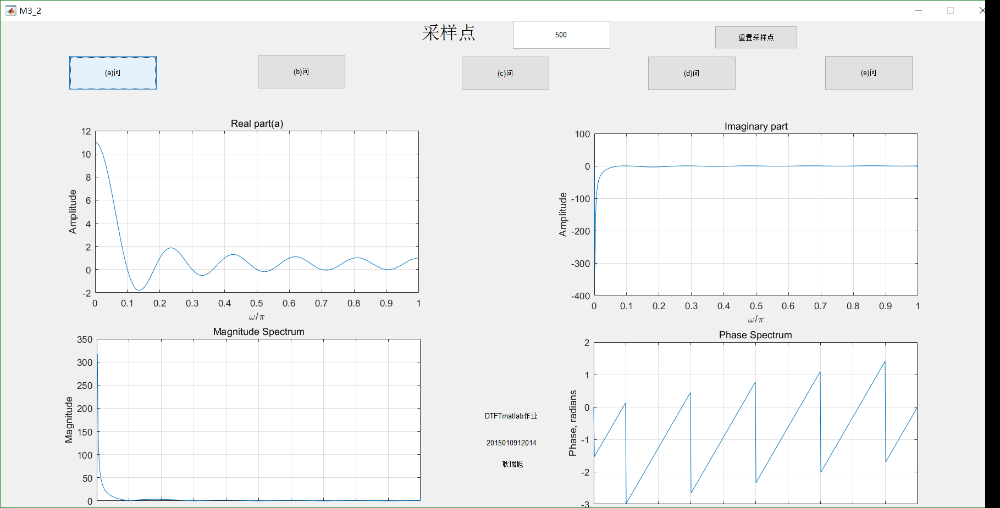 M3_2
采样点
500
重置采样点
(a)问
(b)问
(c)问
(d)问
(e)问
Real part(a)
12
10
8
6
4
2
0
-2
Amplitude
0 0.1 0.2 0.3 0.4 0.5 0.6 0.7 0.8 0.9 1
ω/π
Imaginary part
100
0
-100
-200
-300
-400
Amplitude
0 0.1 0.2 0.3 0.4 0.5 0.6 0.7 0.8 0.9 1
ω/π
Magnitude Spectrum
350
300
250
200
150
100
50
0
Magnitude
DTFTmatlab作业
2015010912014
耿瑞旭
Phase Spectrum
2
1
0
-1
-2
-3
Phase, radians